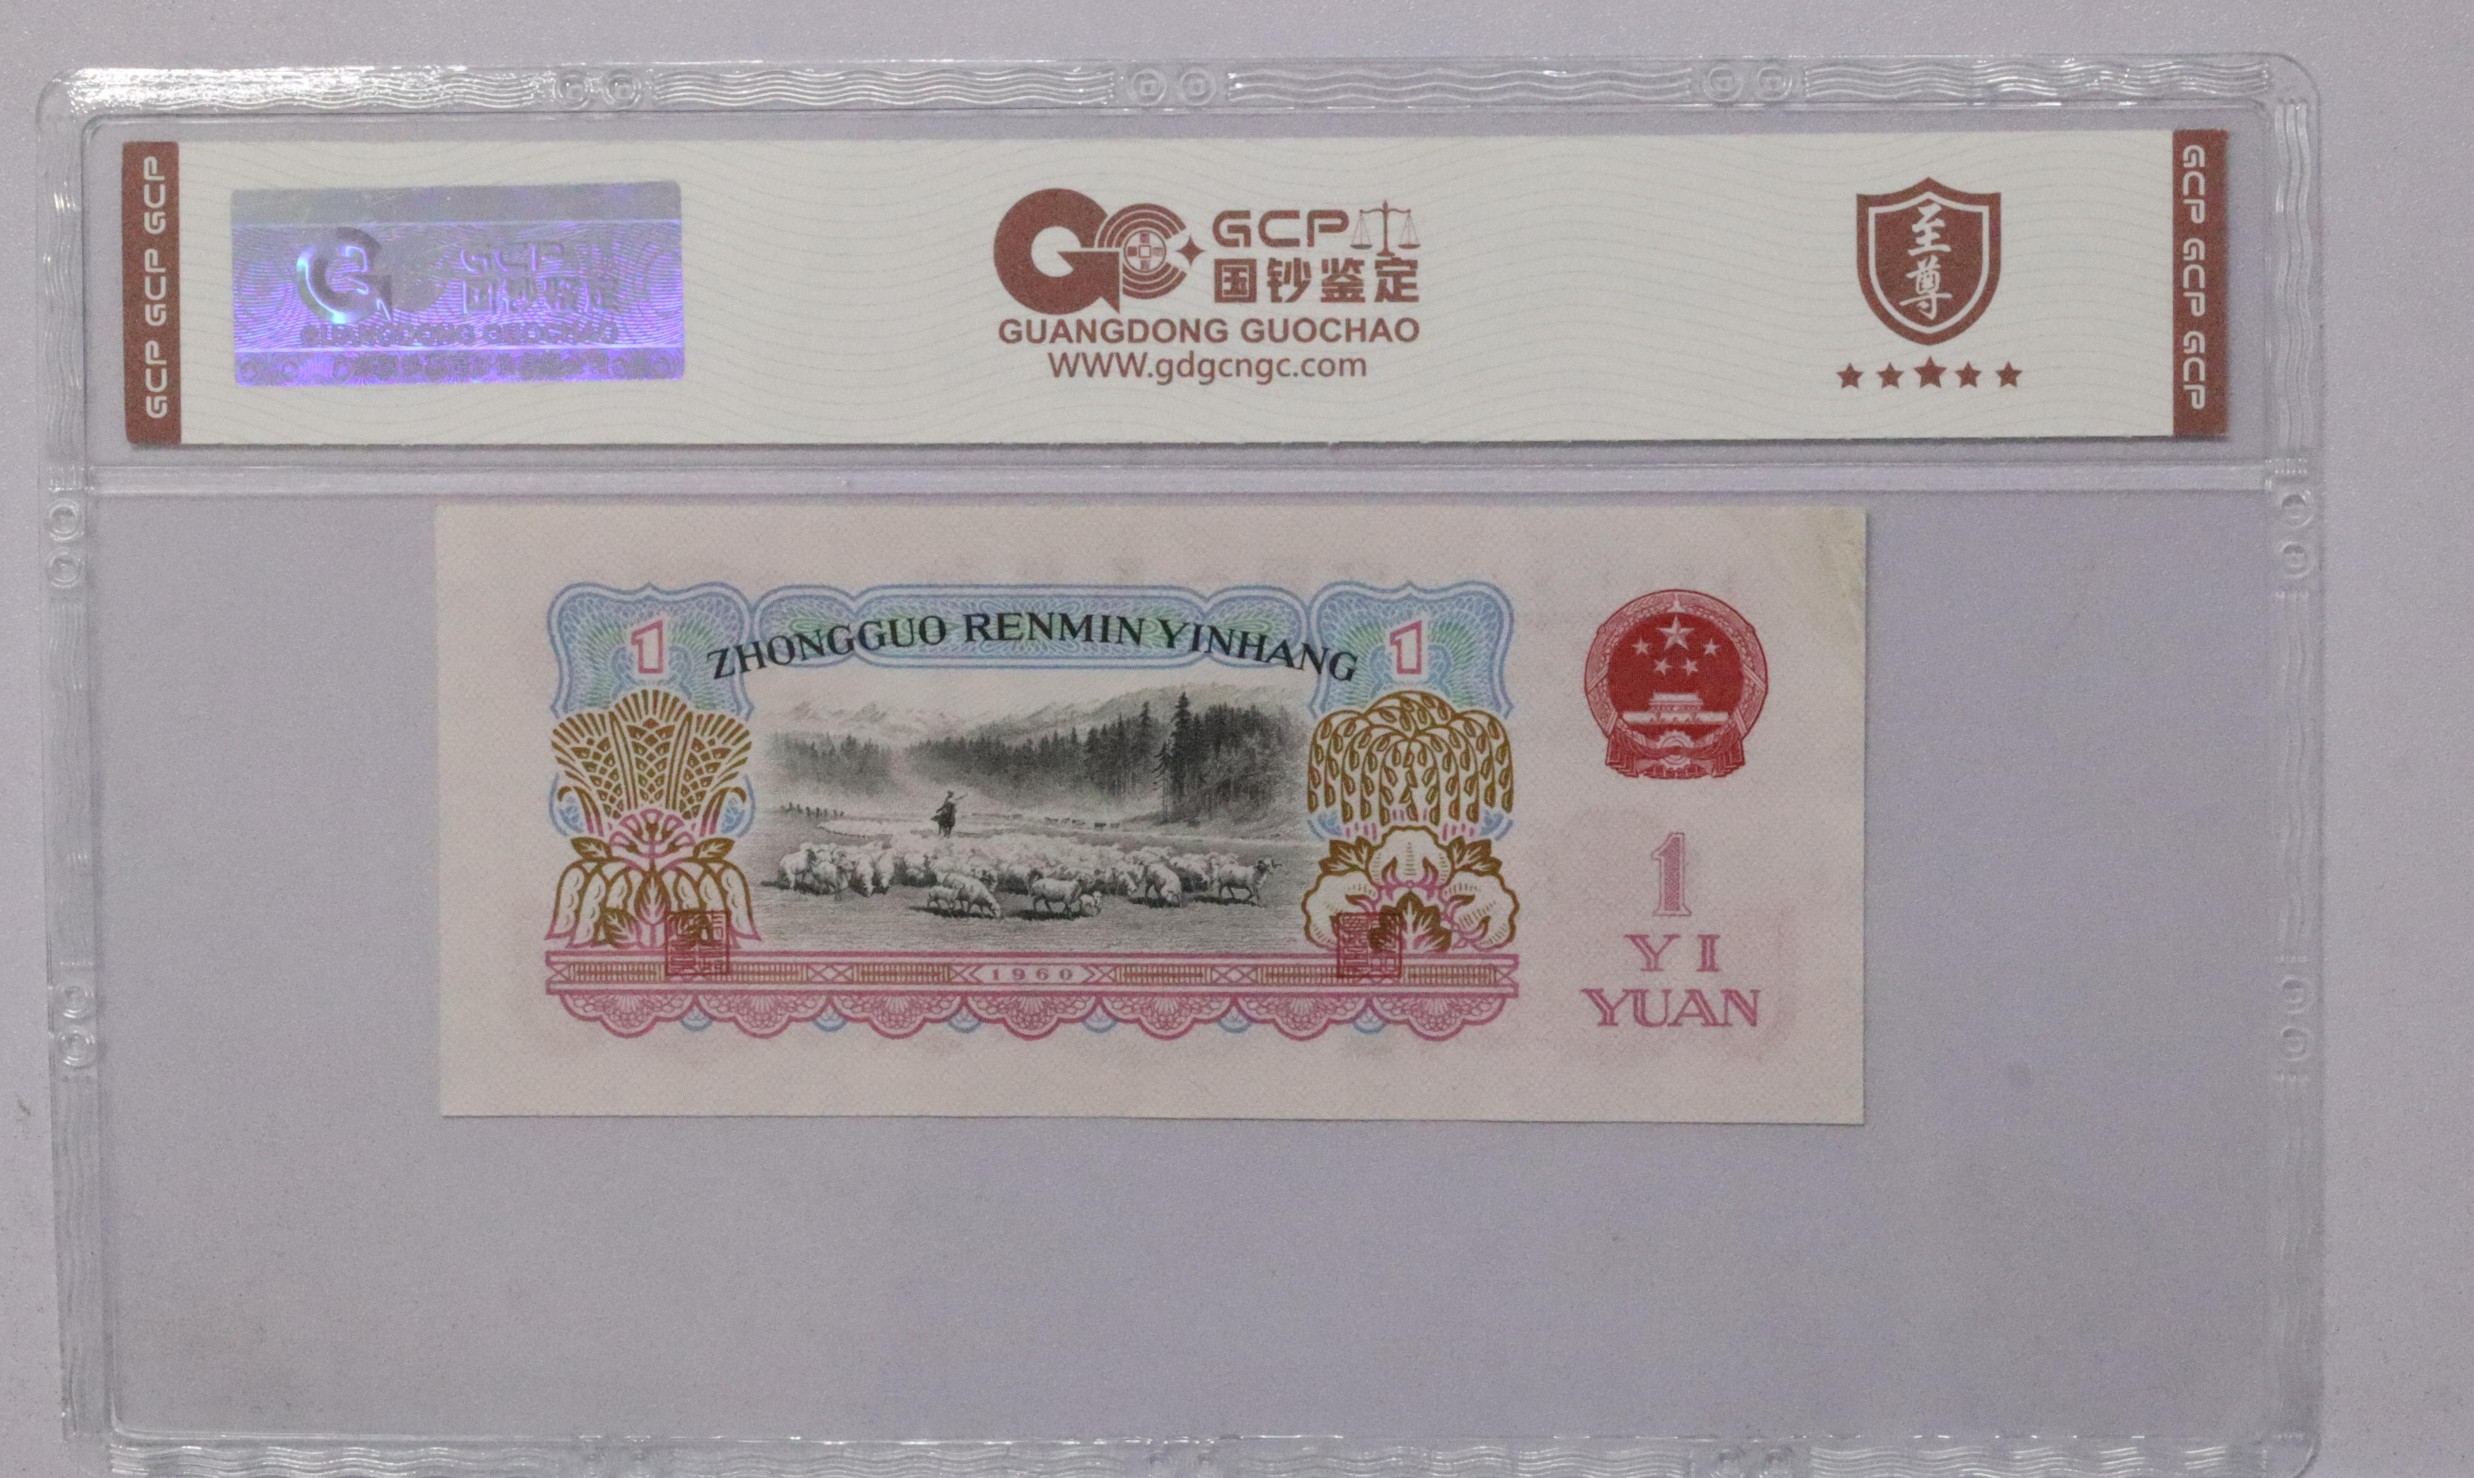 GCP GCP GCP
GCP
国钞鉴定
GUANGDONG GUOCHAO
GCP
国钞鉴定
GUANGDONG GUOCHAO
WWW.gdgcngc.com
至
尊
GCP GCP GCP
1 ZHONGGUO RENMIN YINHANG 1
1960
1
YI
YUAN